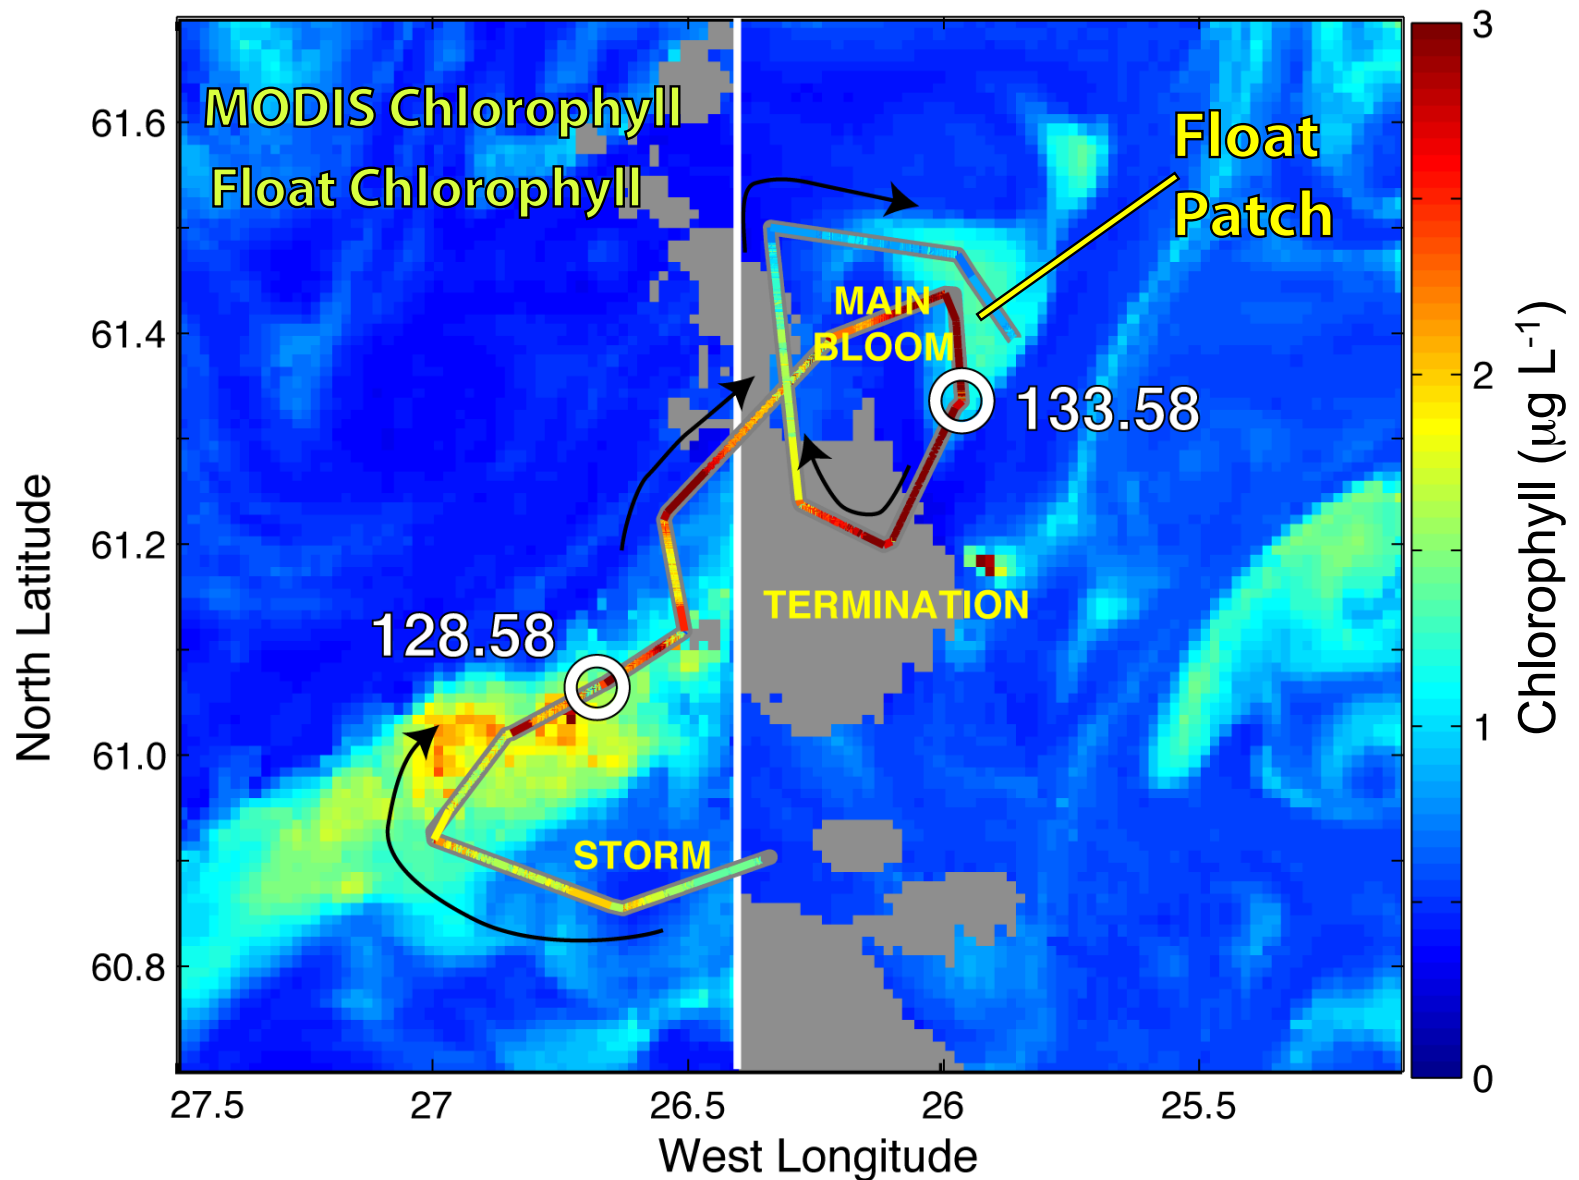 MODIS Chlorophyll
Float Chlorophyll
Float
Patch
MAIN
BLOOM
133.58
TERMINATION
128.58
STORM
61.6
61.4
61.2
61.0
60.8
North Latitude
27.5
27
26.5
26
25.5
West Longitude
3
2
1
0
Chlorophyll (μg L-1)